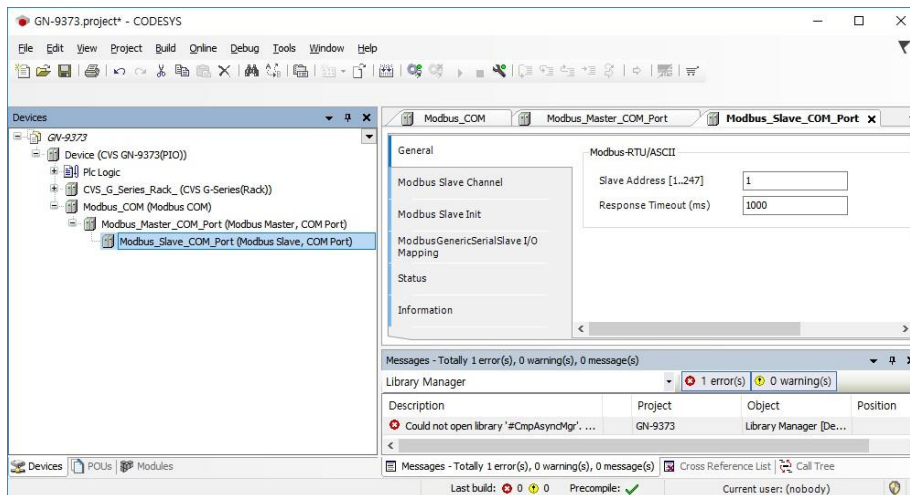 GN-9373.project* - CODESYS
File Edit View Project Build Online Debug Tools Window Help
Devices
GN-9373
Device (CVS GN-9373(PIO))
Plc Logic
CVS_G_Series_Rack_ (CVS G-Series(Rack))
Modbus_COM (Modbus COM)
Modbus_Master_COM_Port (Modbus Master, COM Port)
Modbus_Slave_COM_Port (Modbus Slave, COM Port)
Modbus_COM Modbus_Master_COM_Port Modbus_Slave_COM_Port
General
Modbus Slave Channel
Modbus Slave Init
ModbusGenericSerialSlave I/O
Mapping
Status
Information
Modbus-RTU/ASCII
Slave Address [1..247] 1
Response Timeout (ms) 1000
Messages - Totally 1 error(s), 0 warning(s), 0 message(s)
Library Manager 1 error(s) 0 warning(s)
Description Project Object Position
Could not open library '#CmpAsyncMgr'. ... GN-9373 Library Manager [De...
Devices POUs Modules
Messages - Totally 1 error(s), 0 warning(s), 0 message(s) Cross Reference List Call Tree
Last build: 0 0 Precompile: Current user: (nobody)